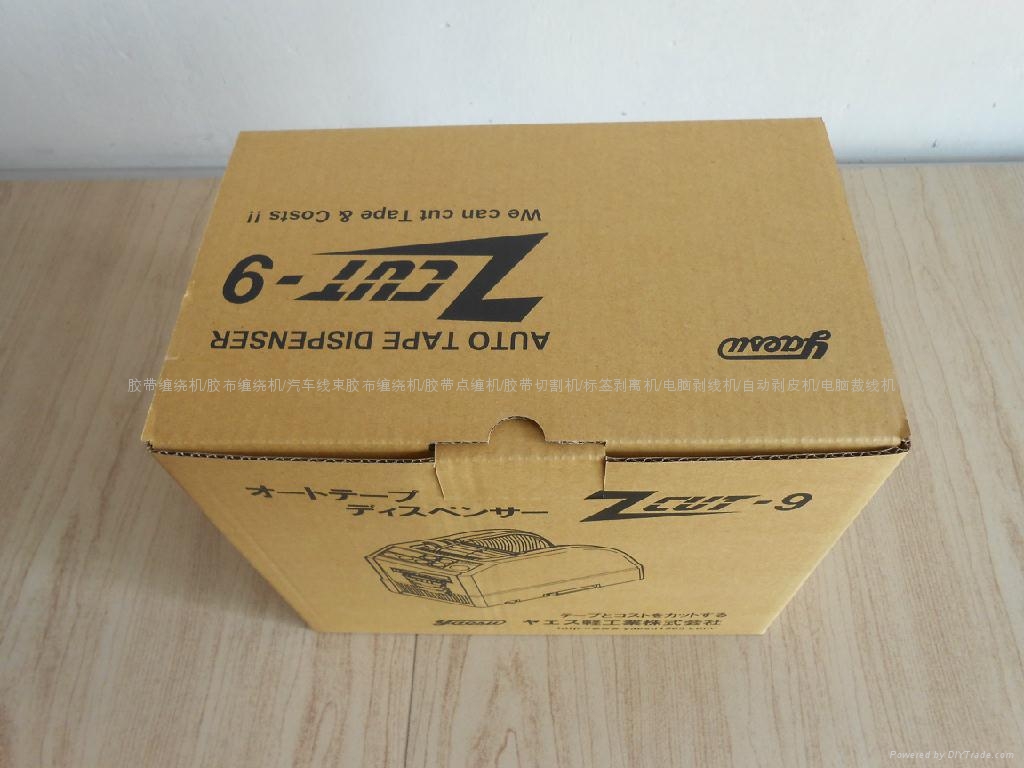 We can cut Tape & Costs !!
ZCUT-9
AUTO TAPE DISPENSER
yaesu
胶带缠绕机/胶布缠绕机/汽车线束胶布缠绕机/胶带点缠机/胶带切割机/标签剥离机/电脑剥线机/自动剥皮机/电脑裁线机
オートテープ
ディスペンサー
ZCUT-9
テープとコストをカットする
yaesu ヤエス軽工業株式会社
Powered by DIYTrade.com